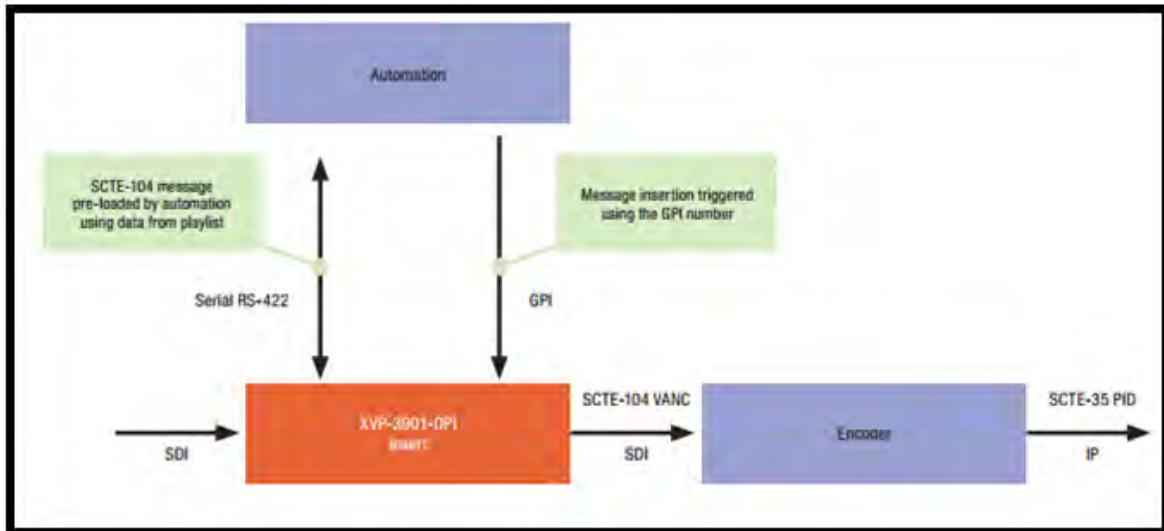 Automation
SCTE-104 message
pre-loaded by automation
using data from playlist
Message insertion triggered
using the GPI number
Serial RS-422
GPI
SDI
XVP-3901-DPI
Insert
SCTE-104 VANC
SDI
Encoder
SCTE-35 PID
IP